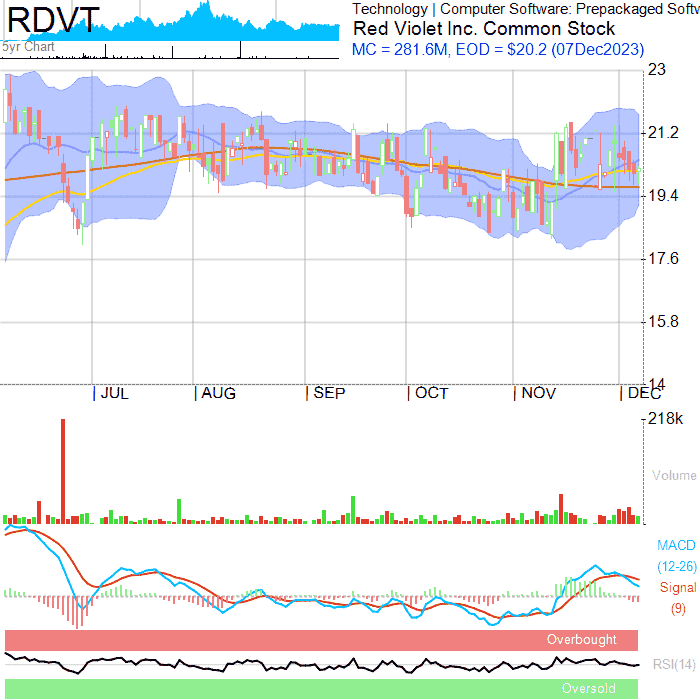 RDVT
5yr Chart
Technology | Computer Software: Prepackaged Softw
Red Violet Inc. Common Stock
MC = 281.6M, EOD = $20.2 (07Dec2023)
23
21.2
19.4
17.6
15.8
14
JUL AUG SEP OCT NOV DEC
218k
Volume
MACD
(12-26)
Signal
(9)
Overbought
RSI(14)
Oversold